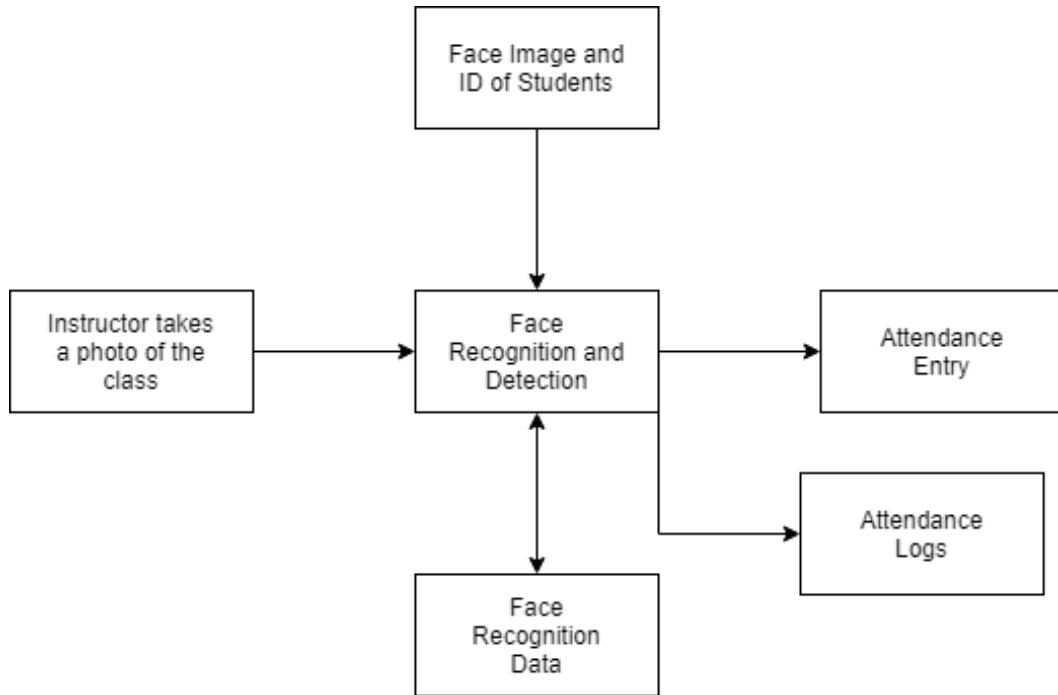 Face Image and
ID of Students
Instructor takes
a photo of the
class
Face
Recognition and
Detection
Attendance
Entry
Attendance
Logs
Face
Recognition
Data